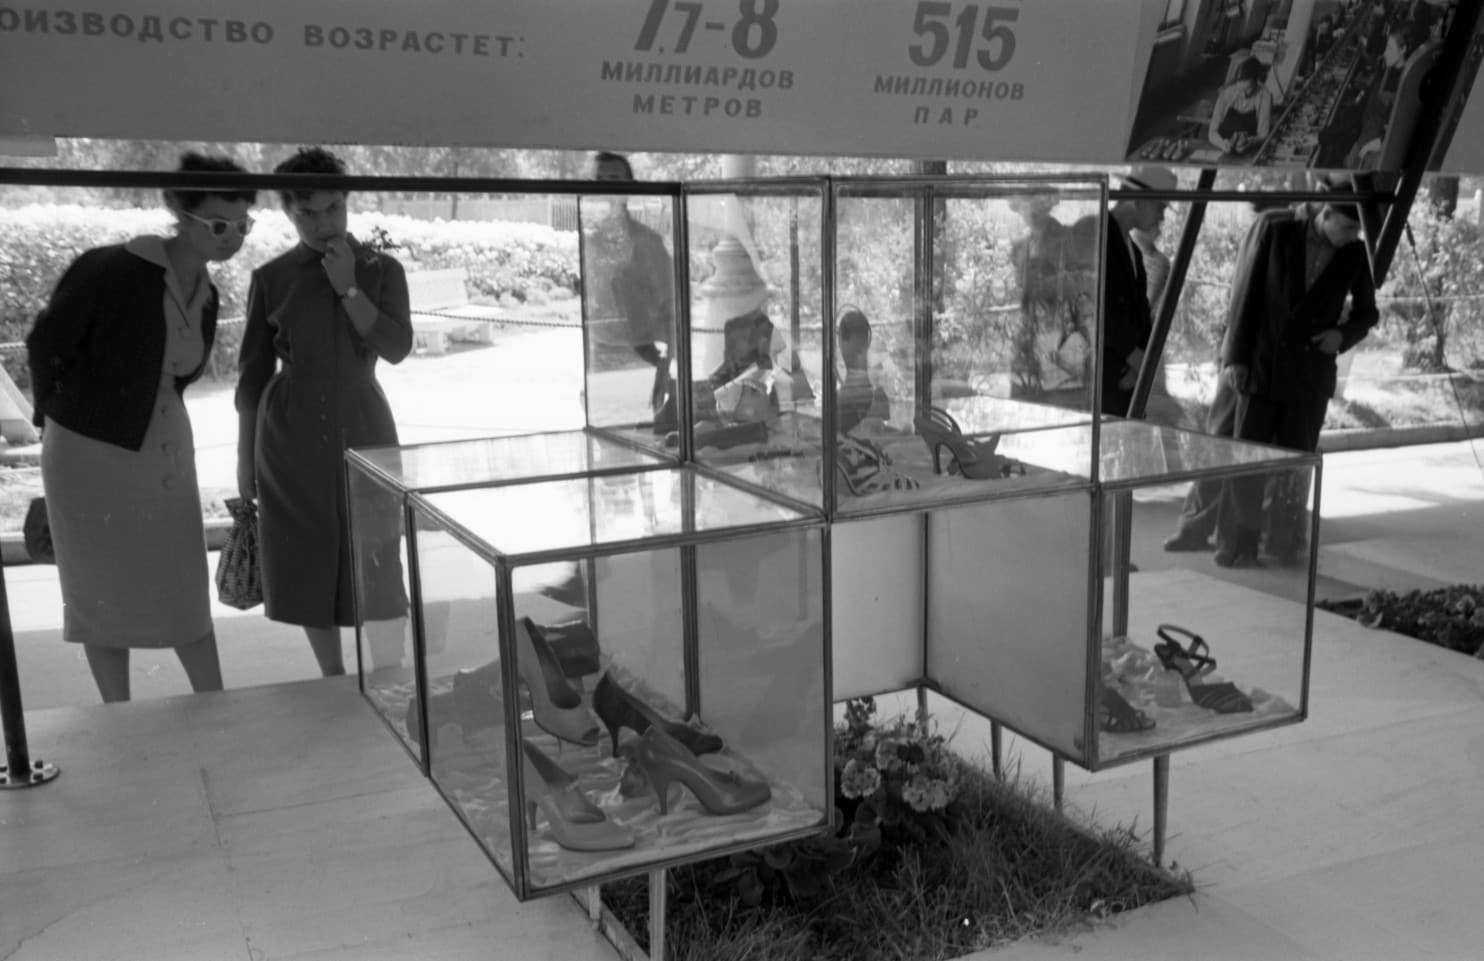 ОИЗВОДСТВО ВОЗРАСТЕТ:
7,7-8
МИЛЛИАРДОВ
МЕТРОВ
515
МИЛЛИОНОВ
ПАР